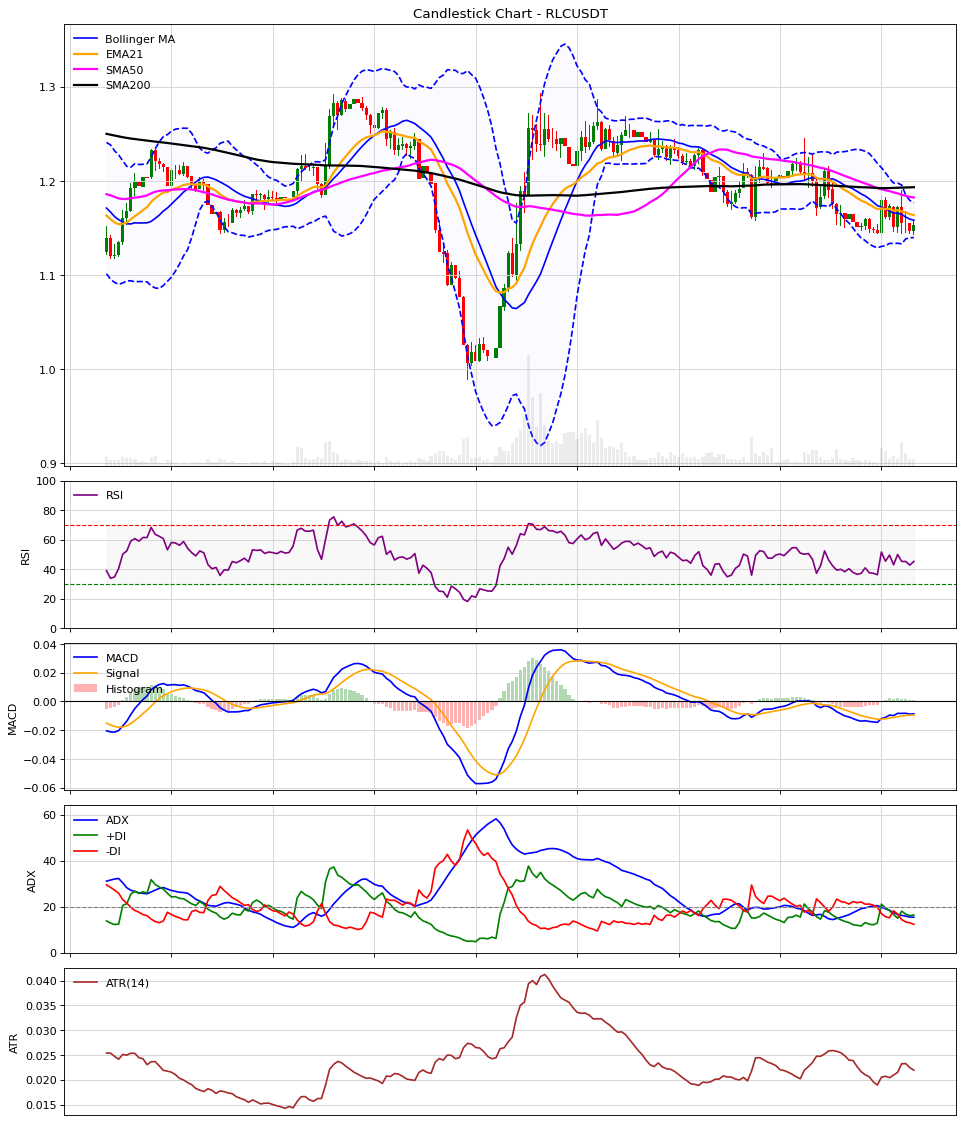 Candlestick Chart - RLCUSDT
Bollinger MA
EMA21
SMA50
SMA200
1.3
1.2
1.1
1.0
0.9
RSI
RSI
100
80
60
40
20
0
MACD
Signal
Histogram
MACD
0.04
0.02
0.00
−0.02
−0.04
−0.06
ADX
+DI
-DI
ADX
60
40
20
0
ATR(14)
ATR
0.040
0.035
0.030
0.025
0.020
0.015